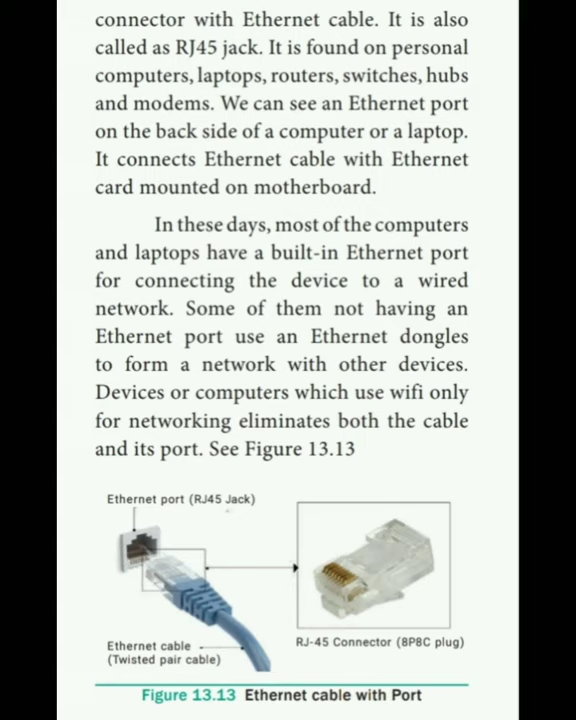 connector with Ethernet cable. It is also
called as RJ45 jack. It is found on personal
computers, laptops, routers, switches, hubs
and modems. We can see an Ethernet port
on the back side of a computer or a laptop.
It connects Ethernet cable with Ethernet
card mounted on motherboard.
In these days, most of the computers
and laptops have a built-in Ethernet port
for connecting the device to a wired
network. Some of them not having an
Ethernet port use an Ethernet dongles
to form a network with other devices.
Devices or computers which use wifi only
for networking eliminates both the cable
and its port. See Figure 13.13
Ethernet port (RJ45 Jack)
RJ-45 Connector (8P8C plug)
Ethernet cable
(Twisted pair cable)
Figure 13.13 Ethernet cable with Port